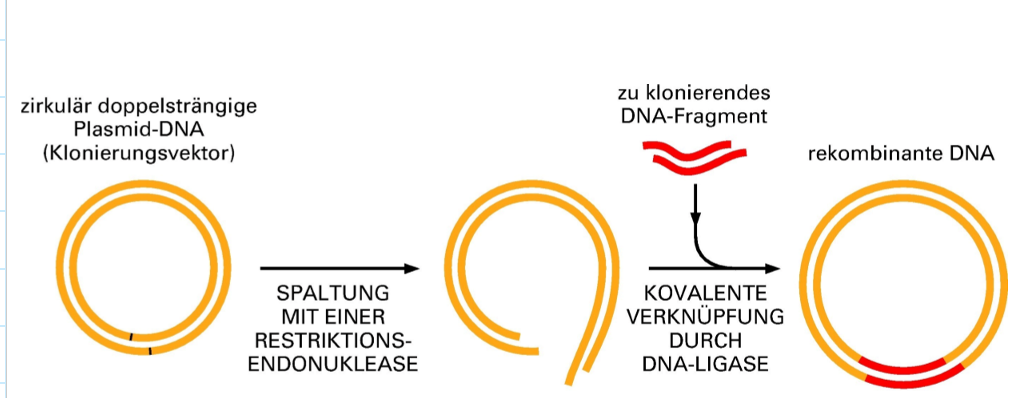 zirkulär doppelsträngige
Plasmid-DNA
(Klonierungsvektor)
SPALTUNG
MIT EINER
RESTRIKTIONS-
ENDONUKLEASE
zu klonierendes
DNA-Fragment
KOVALENTE
VERKNÜPFUNG
DURCH
DNA-LIGASE
rekombinante DNA